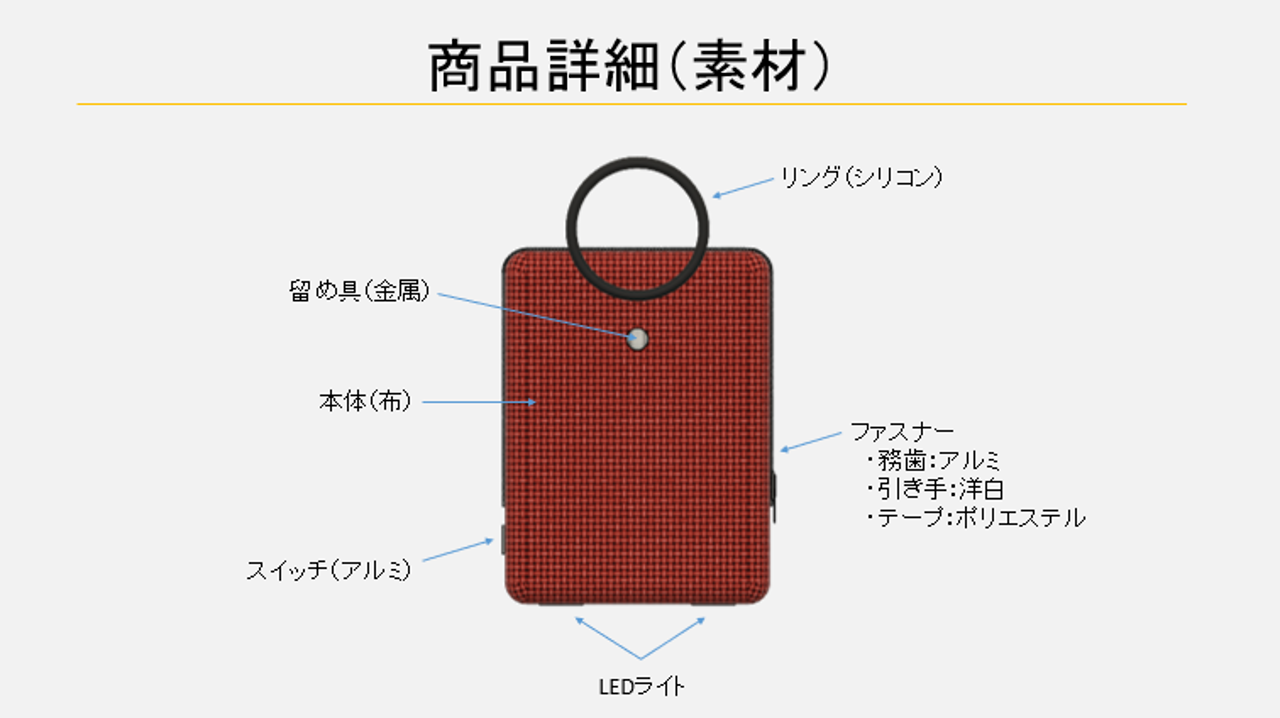 商品詳細(素材)
リング(シリコン)
留め具(金属)
本体(布)
ファスナー
・務歯:アルミ
・引き手:洋白
・テープ:ポリエステル
スイッチ(アルミ)
LEDライト